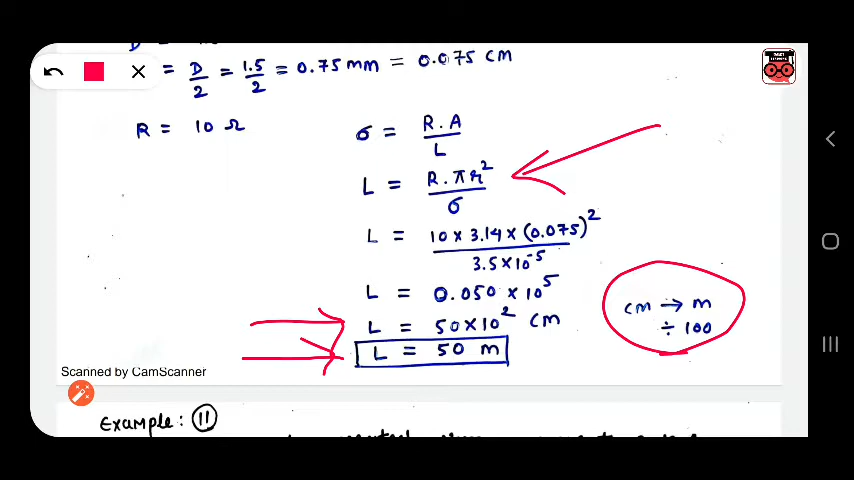 = D/2 = 1.5/2 = 0.75 mm = 0.075 cm
R = 10 Ω
σ = R.A/L
L = R.πr²/σ
L = 10 × 3.14 × (0.075)²/3.5×10⁻⁵
L = 0.050 × 10⁵
L = 50×10² cm
L = 50 m
cm → m
÷ 100
Scanned by CamScanner
Example: 11